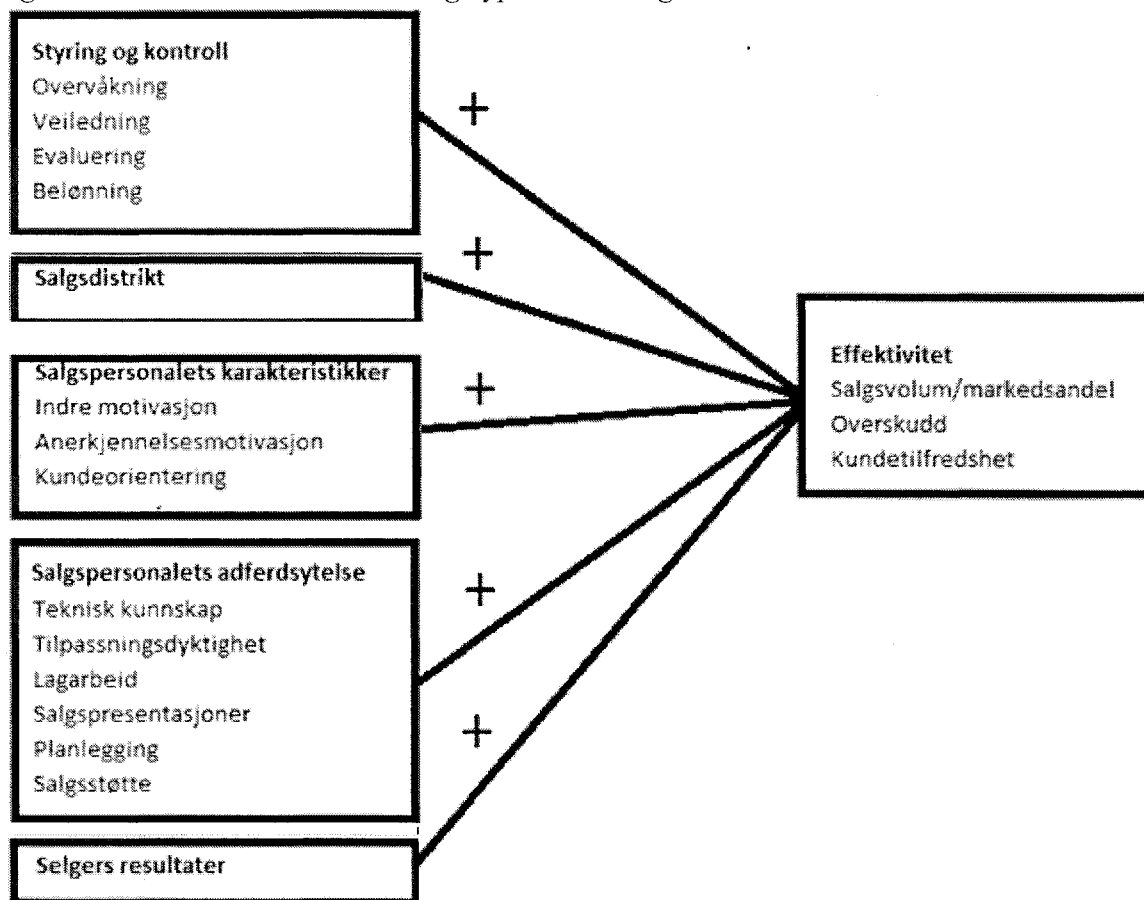 Styring og kontroll
Overvåkning
Veiledning
Evaluering
Belønning
+
Salgsdistrikt
+
Salgspersonalets karakteristikker
Indre motivasjon
Anerkjennelsesmotivasjon
Kundeorientering
+
Salgspersonalets adferdsytelse
Teknisk kunnskap
Tilpassningsdyktighet
Lagarbeid
Salgspresentasjoner
Planlegging
Salgsstøtte
+
Selgers resultater
+
Effektivitet
Salgsvolum/markedsandel
Overskudd
Kundetilfredshet